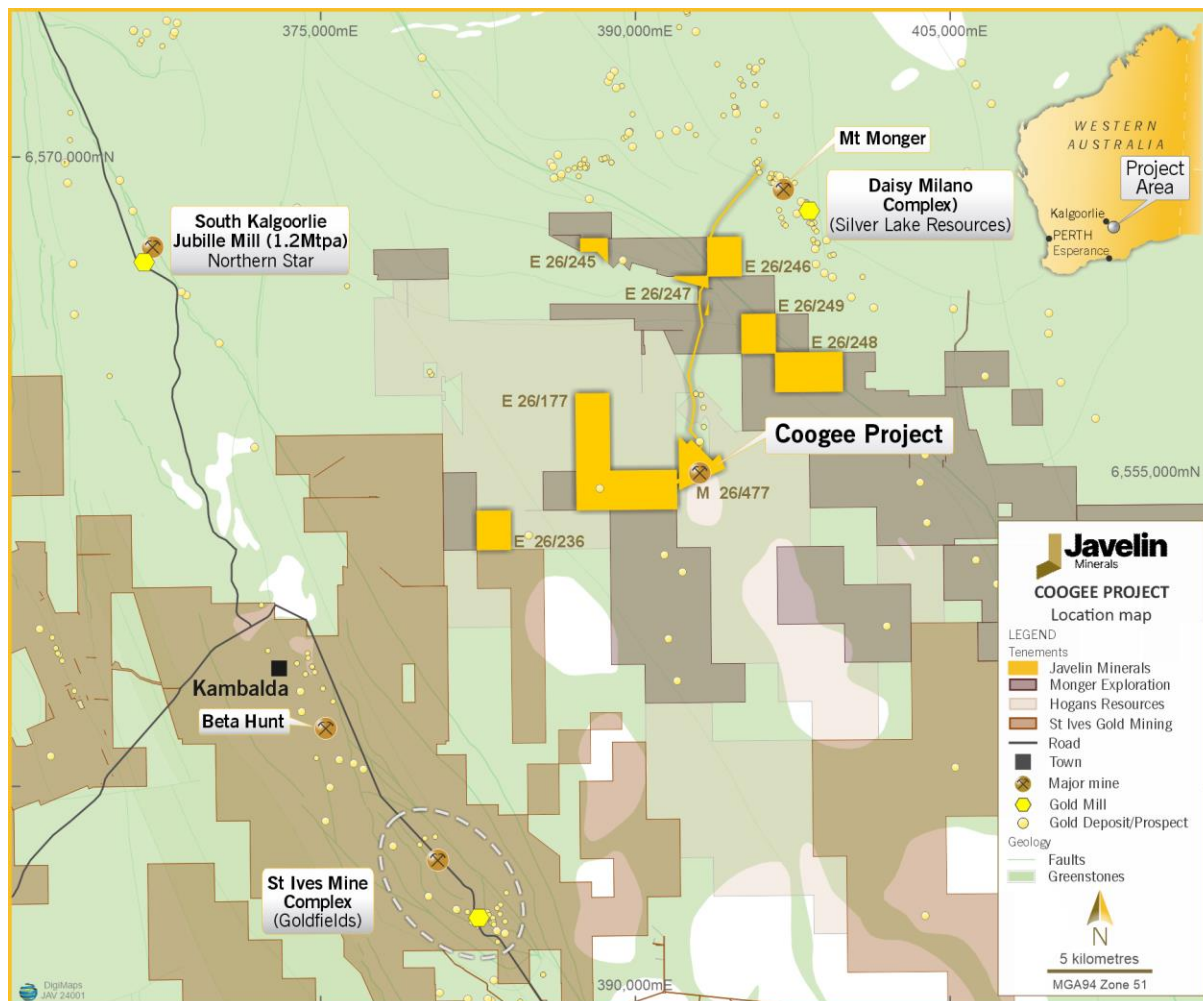 375,000mE
390,000mE
405,000mE
6,570,000mN
Mt Monger
Daisy Milano
Complex)
(Silver Lake Resources)
WESTERN
AUSTRALIA
Project
Area
Kalgoorlie
PERTH
Esperance
South Kalgoorlie
Jubille Mill (1.2Mtpa)
Northern Star
E 26/245
E 26/246
E 26/247
E 26/249
E 26/248
E 26/177
Coogee Project
6,555,000mN
M 26/477
E 26/236
Kambalda
Beta Hunt
St Ives Mine
Complex
(Goldfields)
Javelin
Minerals
COOGEE PROJECT
Location map
LEGEND
Tenements
Javelin Minerals
Monger Exploration
Hogans Resources
St Ives Gold Mining
Road
Town
Major mine
Gold Mill
Gold Deposit/Prospect
Geology
Faults
Greenstones
N
5 kilometres
MGA94 Zone 51
DigiMaps
JAV 24001
390,000mE